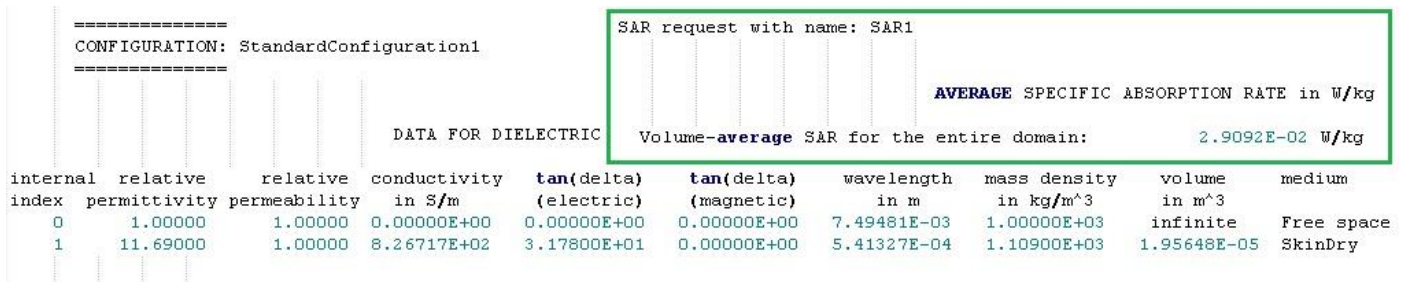 ===============
CONFIGURATION: StandardConfiguration1
===============
SAR request with name: SAR1
AVERAGE SPECIFIC ABSORPTION RATE in W/kg
DATA FOR DIELECTRIC
Volume-average SAR for the entire domain: 2.9092E-02 W/kg
internal relative relative conductivity tan(delta) tan(delta) wavelength mass density volume medium
index permittivity permeability in S/m (electric) (magnetic) in m in kg/m^3 in m^3
0 1.00000 1.00000 0.00000E+00 0.00000E+00 0.00000E+00 7.49481E-03 1.00000E+03 infinite Free space
1 11.69000 1.00000 8.26717E+02 3.17800E+01 0.00000E+00 5.41327E-04 1.10900E+03 1.95648E-05 SkinDry